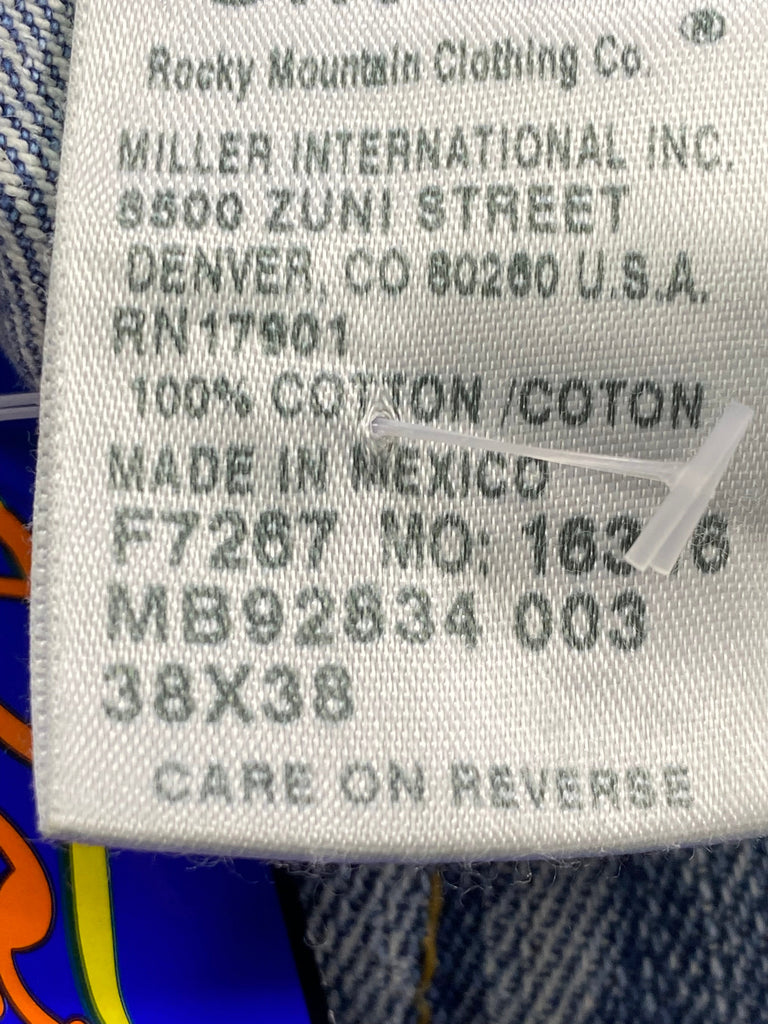 ®
Rocky Mountain Clothing Co.
MILLER INTERNATIONAL INC.
8500 ZUNI STREET
DENVER, CO 80260 U.S.A.
RN17901
100% COTTON /COTON
MADE IN MEXICO
F7267 MO:
MB92834 003
38X38
CARE ON REVERSE